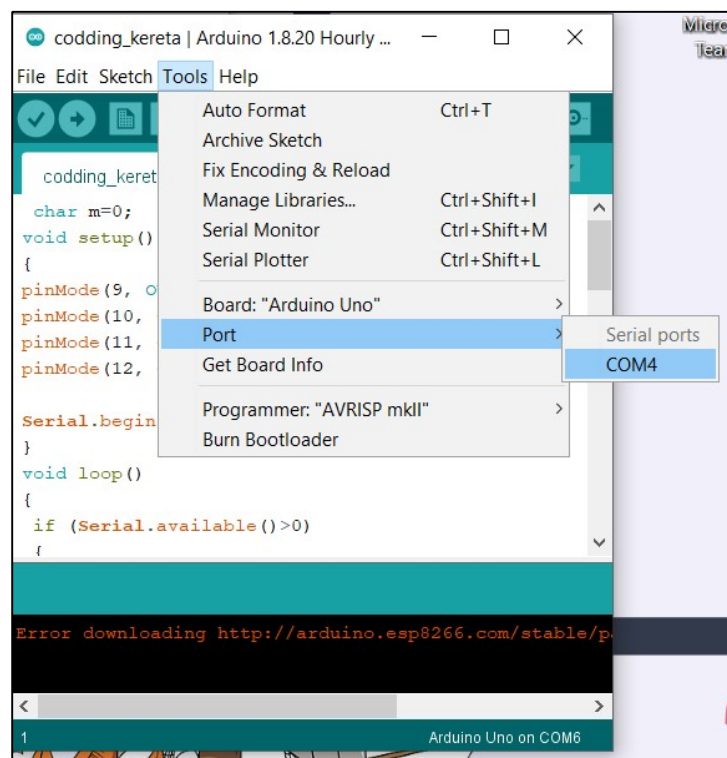 codding_kereta | Arduino 1.8.20 Hourly ...
File Edit Sketch Tools Help
Auto Format Ctrl+T
Archive Sketch
Fix Encoding & Reload
Manage Libraries... Ctrl+Shift+I
Serial Monitor Ctrl+Shift+M
Serial Plotter Ctrl+Shift+L
Board: "Arduino Uno"
Port
Get Board Info
Programmer: "AVRISP mkII"
Burn Bootloader
Serial ports
COM4
codding_keret
char m=0;
void setup()
{
pinMode(9, O
pinMode(10,
pinMode(11,
pinMode(12,
Serial.begin
}
void loop()
{
if (Serial.available()>0)
{
Error downloading http://arduino.esp8266.com/stable/p
1
Arduino Uno on COM6
Micro
Tea